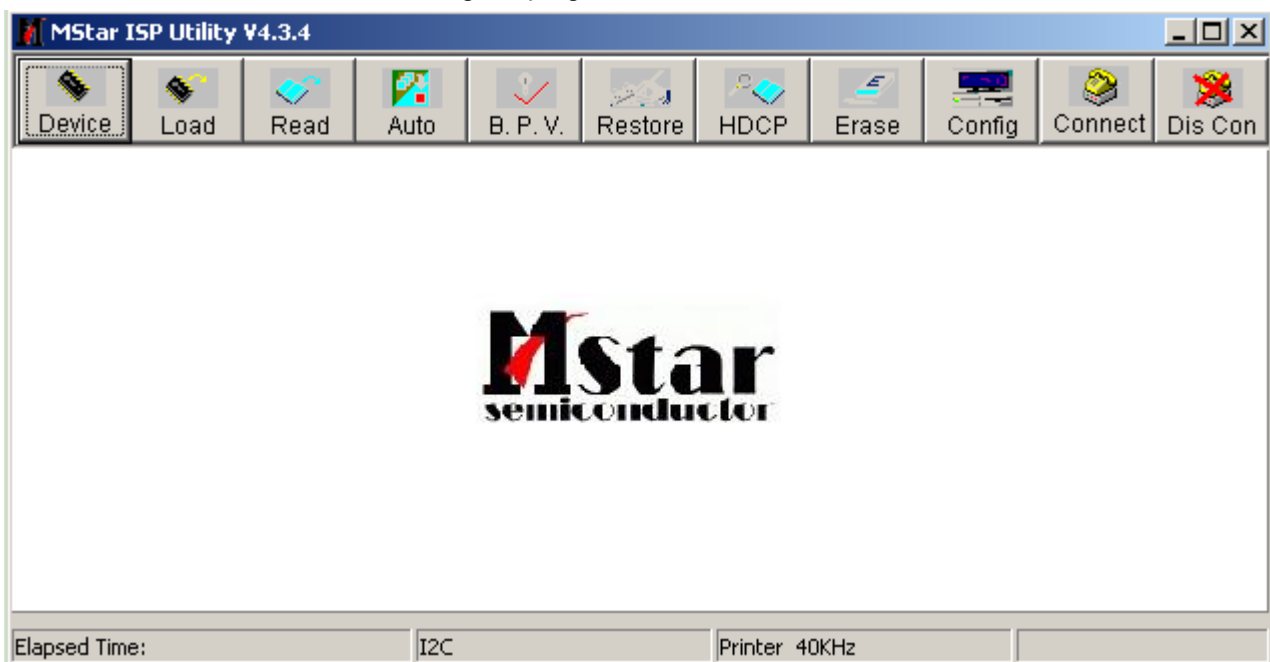 MStar ISP Utility V4.3.4
Device Load Read Auto B. P. V. Restore HDCP Erase Config Connect Dis Con
MStar
semiconductor
Elapsed Time: I2C Printer 40KHz